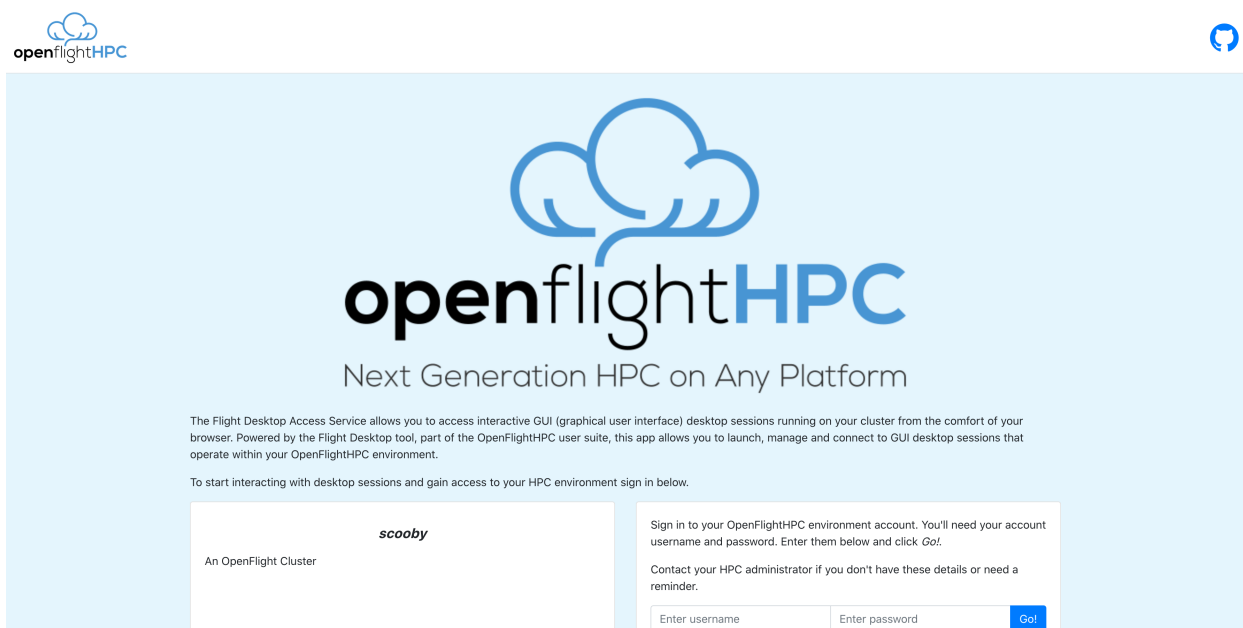 openflightHPC
openflightHPC
Next Generation HPC on Any Platform
The Flight Desktop Access Service allows you to access interactive GUI (graphical user interface) desktop sessions running on your cluster from the comfort of your
browser. Powered by the Flight Desktop tool, part of the OpenFlightHPC user suite, this app allows you to launch, manage and connect to GUI desktop sessions that
operate within your OpenFlightHPC environment.
To start interacting with desktop sessions and gain access to your HPC environment sign in below.
scooby
An OpenFlight Cluster
Sign in to your OpenFlightHPC environment account. You'll need your account
username and password. Enter them below and click Go!.
Contact your HPC administrator if you don't have these details or need a
reminder.
Enter username
Enter password
Go!